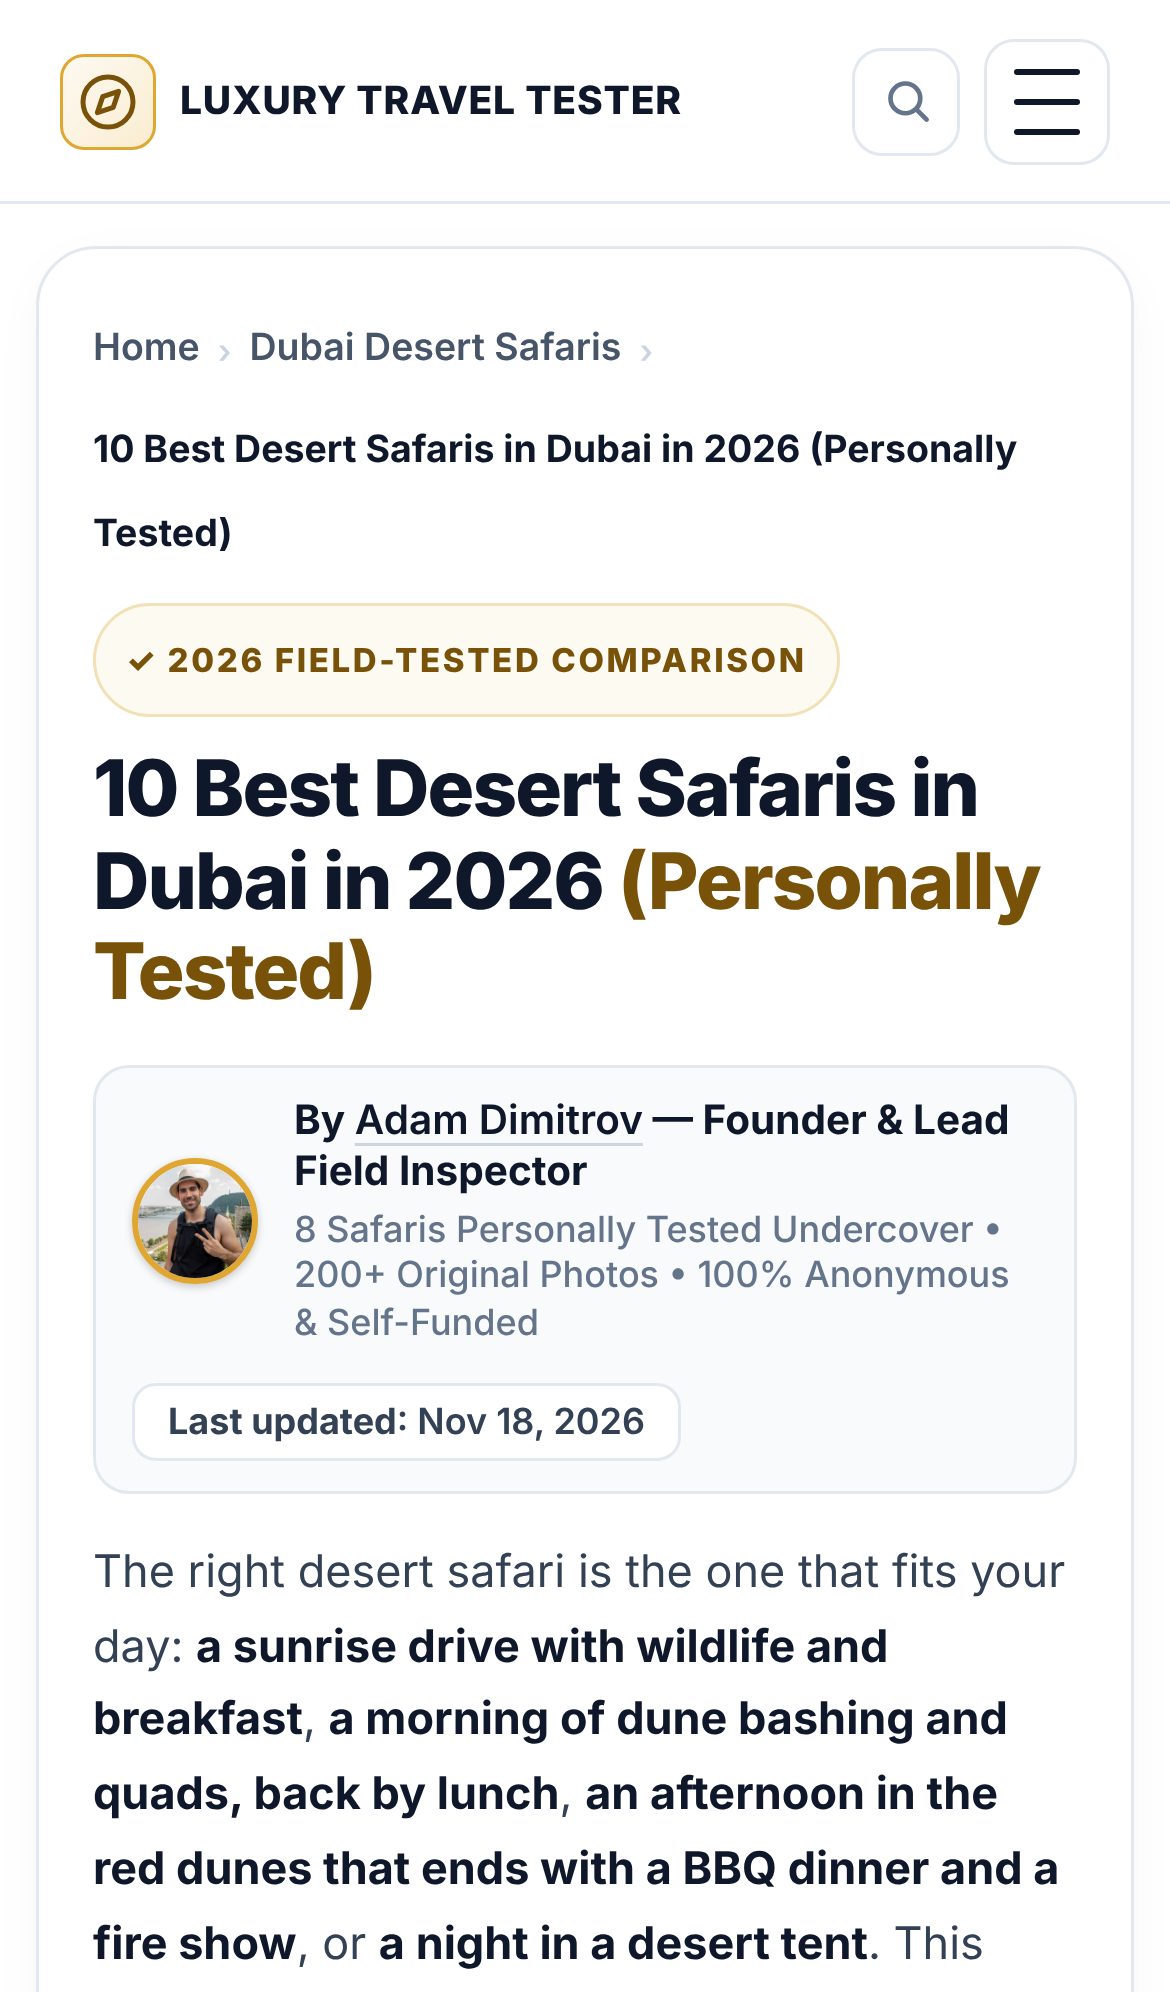 LUXURY TRAVEL TESTER
Home › Dubai Desert Safaris ›
10 Best Desert Safaris in Dubai in 2026 (Personally
Tested)
✓ 2026 FIELD-TESTED COMPARISON
10 Best Desert Safaris in
Dubai in 2026 (Personally
Tested)
By Adam Dimitrov — Founder & Lead
Field Inspector
8 Safaris Personally Tested Undercover •
200+ Original Photos • 100% Anonymous
& Self-Funded
Last updated: Nov 18, 2026
The right desert safari is the one that fits your
day: a sunrise drive with wildlife and
breakfast, a morning of dune bashing and
quads, back by lunch, an afternoon in the
red dunes that ends with a BBQ dinner and a
fire show, or a night in a desert tent. This